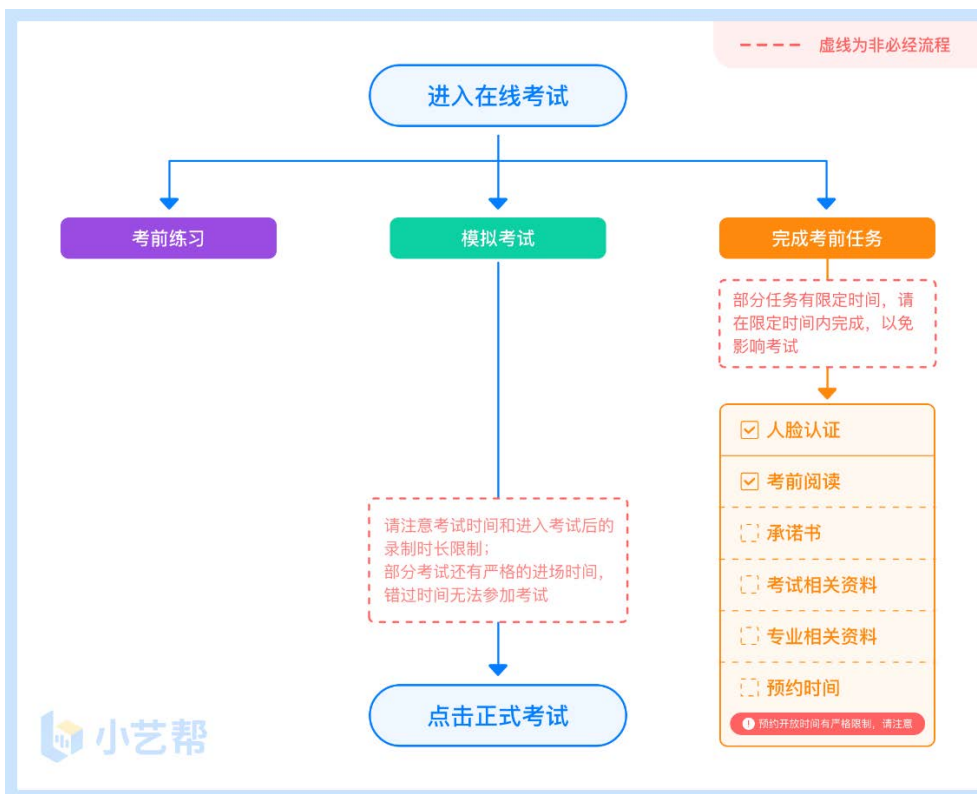 虚线为非必经流程
进入在线考试
考前练习
模拟考试
完成考前任务
部分任务有限定时间，请
在限定时间内完成，以免
影响考试
人脸认证
考前阅读
承诺书
考试相关资料
专业相关资料
预约时间
预约开放时间有严格限制，请注意
请注意考试时间和进入考试后的
录制时长限制；
部分考试还有严格的进场时间，
错过时间无法参加考试
点击正式考试
小艺帮